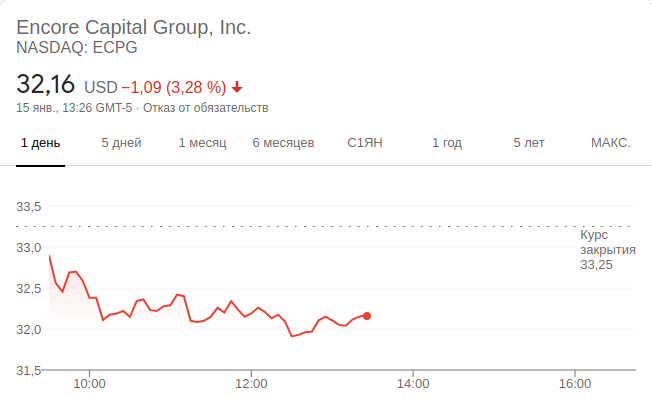 Encore Capital Group, Inc.
NASDAQ: ECPG
32,16 USD −1,09 (3,28 %)
15 янв., 13:26 GMT-5 · Отказ от обязательств
1 день 5 дней 1 месяц 6 месяцев С1ЯН 1 год 5 лет МАКС.
33,5
Курс
закрытия
33,25
33,0
32,5
32,0
31,5
10:00 12:00 14:00 16:00